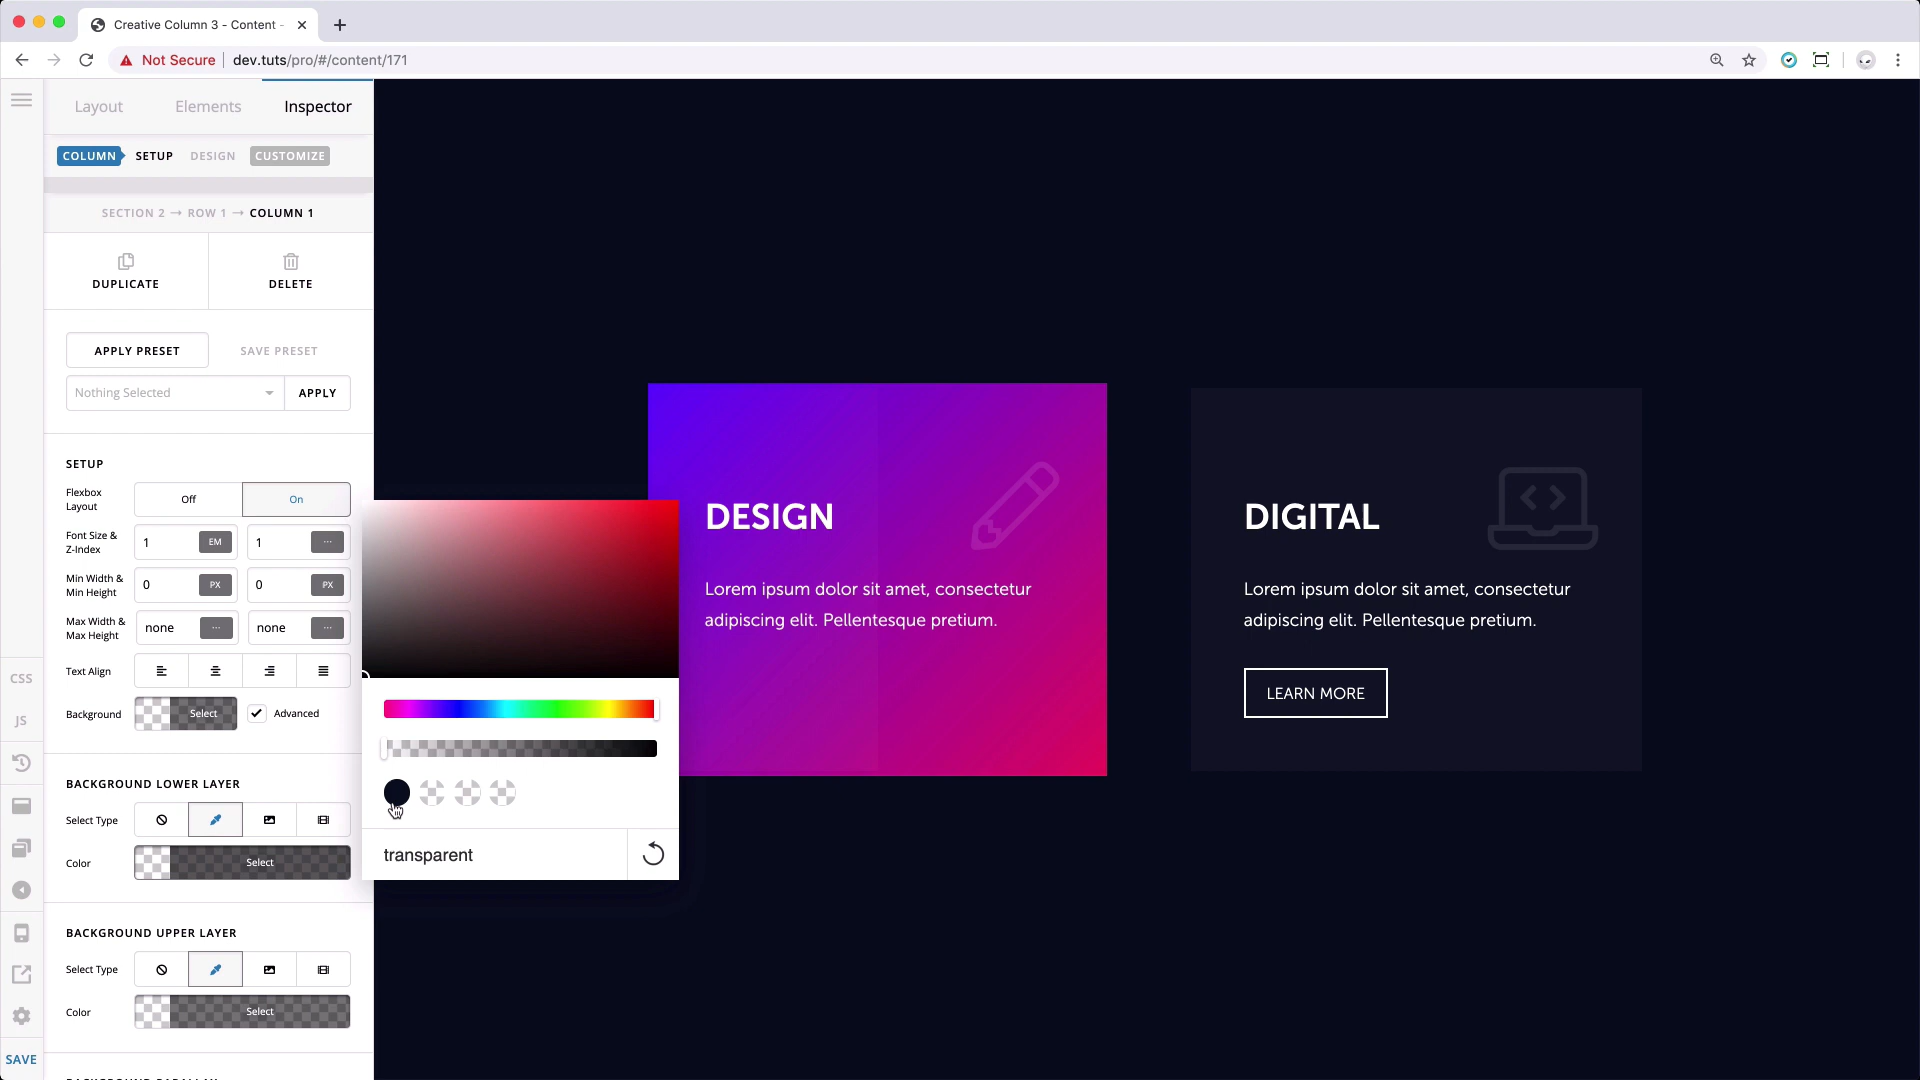 Creative Column 3 - Content -
Not Secure
dev.tuts/pro/#/content/171
Layout
Elements
Inspector
COLUMN
SETUP
DESIGN
CUSTOMIZE
SECTION 2 → ROW 1 → COLUMN 1
DUPLICATE
DELETE
APPLY PRESET
SAVE PRESET
Nothing Selected
APPLY
SETUP
Flexbox
Layout
Off
On
Font Size &
Z-Index
1
EM
1
...
Min Width &
Min Height
0
PX
0
PX
Max Width &
Max Height
none
...
none
...
Text Align
Background
Select
Advanced
BACKGROUND LOWER LAYER
Select Type
Color
Select
BACKGROUND UPPER LAYER
Select Type
Color
Select
CSS
JS
SAVE
transparent
DESIGN
Lorem ipsum dolor sit amet, consectetur
adipiscing elit. Pellentesque pretium.
DIGITAL
Lorem ipsum dolor sit amet, consectetur
adipiscing elit. Pellentesque pretium.
LEARN MORE